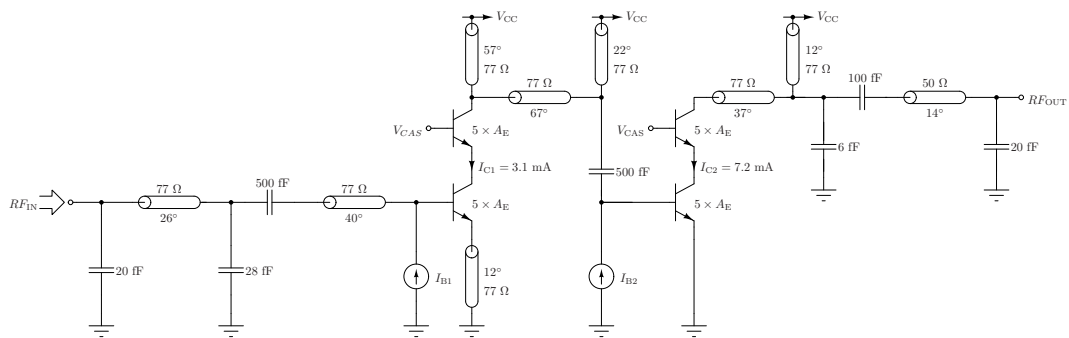 V_CC
V_CC
V_CC
57°
77 Ω
22°
77 Ω
12°
77 Ω
77 Ω
67°
77 Ω
37°
100 fF
50 Ω
14°
RF_OUT
V_CAS
5 × A_E
V_CAS
5 × A_E
6 fF
20 fF
I_C1 = 3.1 mA
500 fF
I_C2 = 7.2 mA
RF_IN
77 Ω
26°
500 fF
77 Ω
40°
5 × A_E
5 × A_E
20 fF
28 fF
I_B1
12°
77 Ω
I_B2